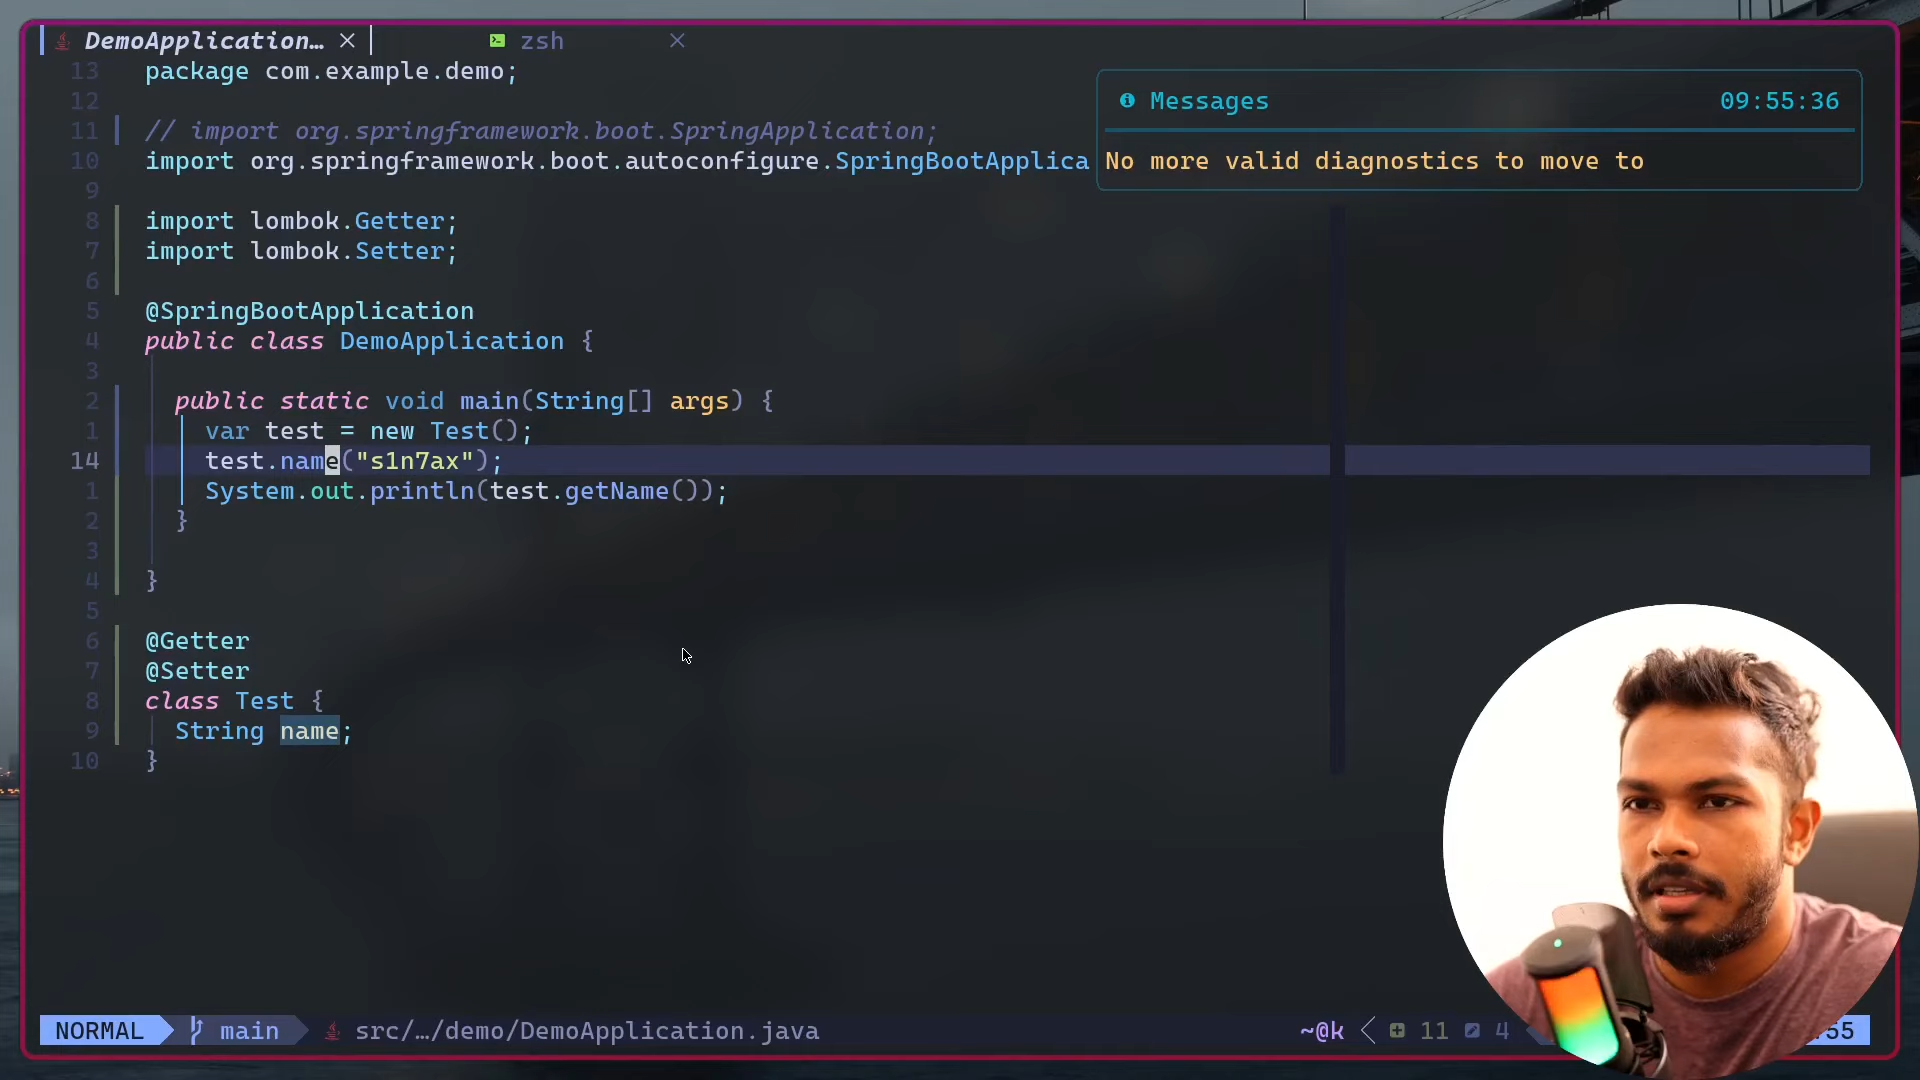 DemoApplication… ×
zsh ×
13 package com.example.demo;
12
11 // import org.springframework.boot.SpringApplication;
10 import org.springframework.boot.autoconfigure.SpringBootApplica
9
8 import lombok.Getter;
7 import lombok.Setter;
6
5 @SpringBootApplication
4 public class DemoApplication {
3
2 public static void main(String[] args) {
1 var test = new Test();
14 test.name("s1n7ax");
1 System.out.println(test.getName());
2 }
3
4 }
5
6 @Getter
7 @Setter
8 class Test {
9 String name;
10 }
Messages 09:55:36
No more valid diagnostics to move to
NORMAL main src/…/demo/DemoApplication.java ~@k 11 4 55